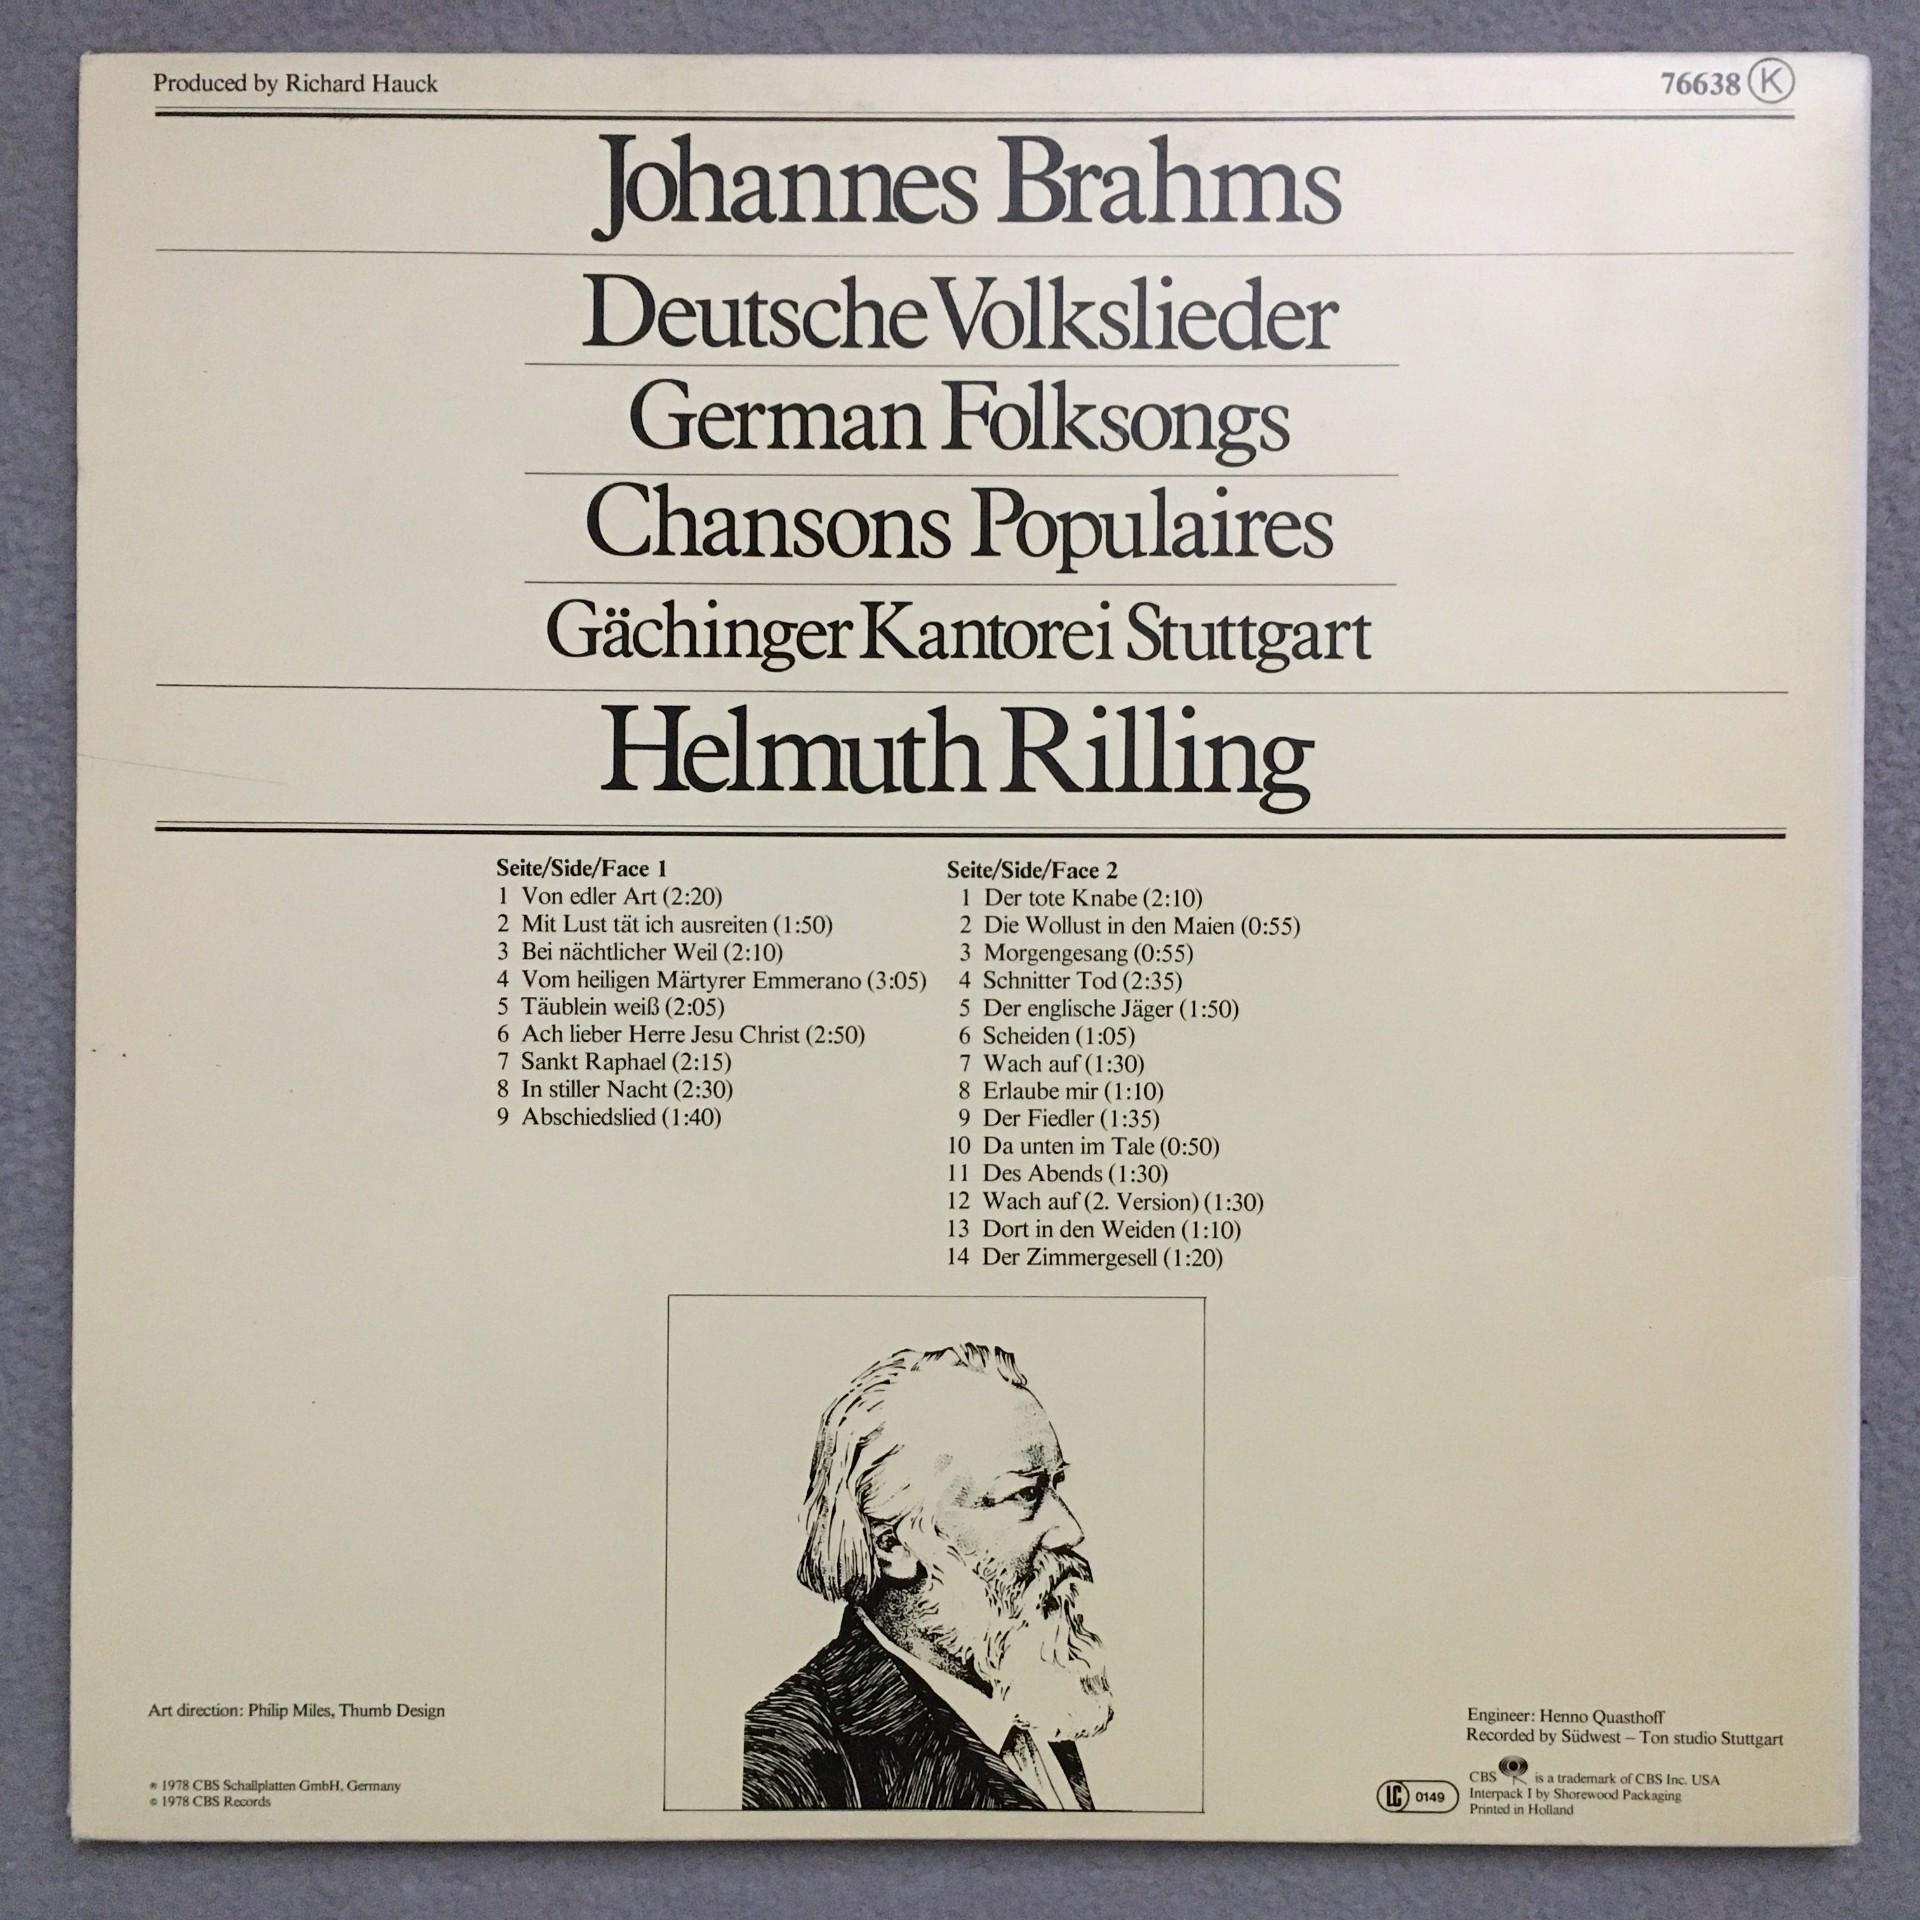 Produced by Richard Hauck
76638 K
Johannes Brahms
Deutsche Volkslieder
German Folksongs
Chansons Populaires
Gächinger Kantorei Stuttgart
Helmuth Rilling
Seite/Side/Face 1
1 Von edler Art (2:20)
2 Mit Lust tät ich ausreiten (1:50)
3 Bei nächtlicher Weil (2:10)
4 Vom heiligen Märtyrer Emmerano (3:05)
5 Täublein weiß (2:05)
6 Ach lieber Herre Jesu Christ (2:50)
7 Sankt Raphael (2:15)
8 In stiller Nacht (2:30)
9 Abschiedslied (1:40)
Seite/Side/Face 2
1 Der tote Knabe (2:10)
2 Die Wollust in den Maien (0:55)
3 Morgengesang (0:55)
4 Schnitter Tod (2:35)
5 Der englische Jäger (1:50)
6 Scheiden (1:05)
7 Wach auf (1:30)
8 Erlaube mir (1:10)
9 Der Fiedler (1:35)
10 Da unten im Tale (0:50)
11 Des Abends (1:30)
12 Wach auf (2. Version) (1:30)
13 Dort in den Weiden (1:10)
14 Der Zimmergesell (1:20)
Art direction: Philip Miles, Thumb Design
℗ 1978 CBS Schallplatten GmbH, Germany
© 1978 CBS Records
Engineer: Henno Quasthoff
Recorded by Südwest – Ton studio Stuttgart
CBS is a trademark of CBS Inc. USA
LC 0149
Interpack I by Shorewood Packaging
Printed in Holland